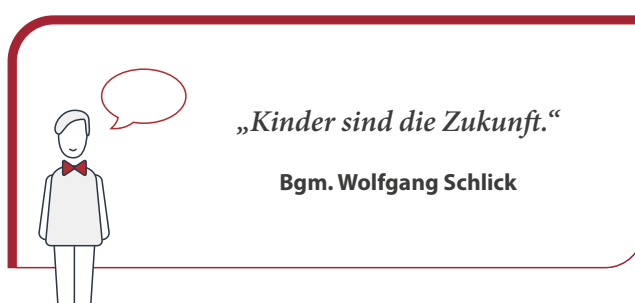 „Kinder sind die Zukunft.“
Bgm. Wolfgang Schlick